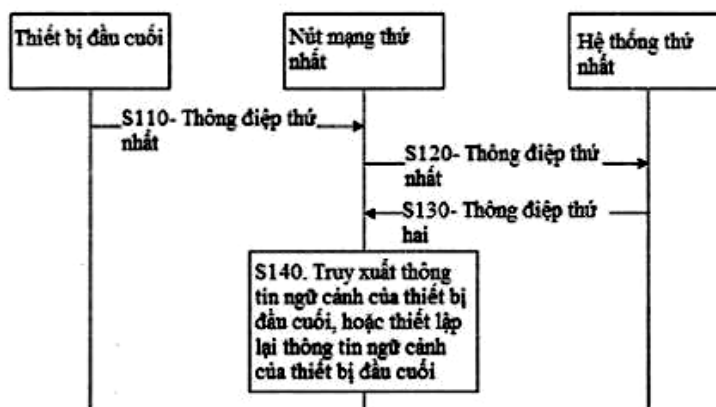 Thiết bị đầu cuối
Nút mạng thứ
nhất
Hệ thống thứ
nhất
S110- Thông điệp thứ
nhất
S120- Thông điệp thứ
nhất
S130- Thông điệp thứ
hai
S140. Truy xuất thông
tin ngữ cảnh của thiết bị
đầu cuối, hoặc thiết lập
lại thông tin ngữ cảnh
của thiết bị đầu cuối